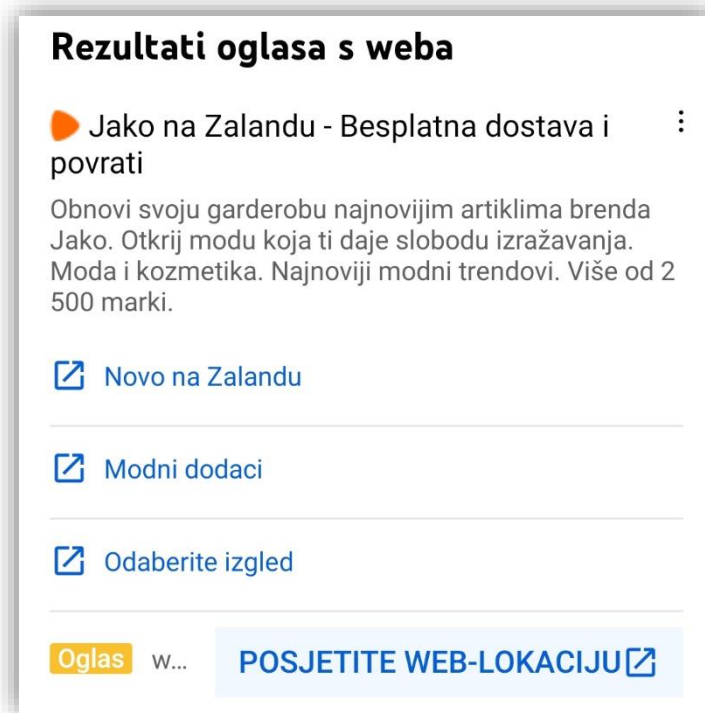 Rezultati oglasa s weba
Jako na Zalandu - Besplatna dostava i
povrati
Obnovi svoju garderobu najnovijim artiklima brenda
Jako. Otkrij modu koja ti daje slobodu izražavanja.
Moda i kozmetika. Najnoviji modni trendovi. Više od 2
500 marki.
Novo na Zalandu
Modni dodaci
Odaberite izgled
Oglas w... POSJETITE WEB-LOKACIJU